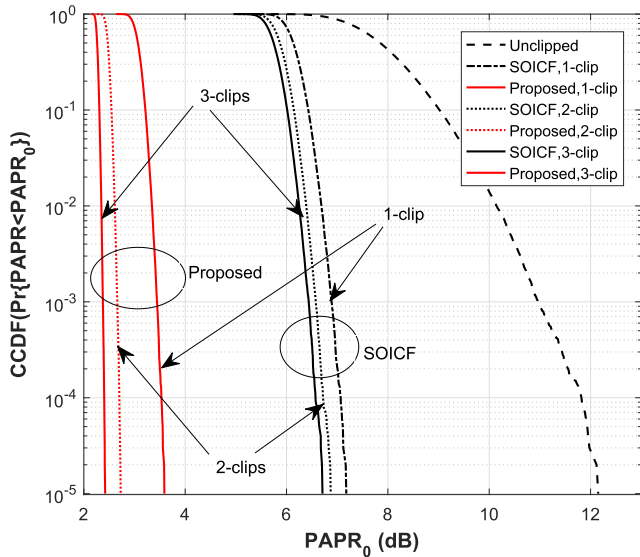 CCDF(Pr{PAPR<PAPR0})
10^0
10^-1
10^-2
10^-3
10^-4
10^-5
2
4
6
8
10
12
PAPR0 (dB)
Unclipped
SOICF,1-clip
Proposed,1-clip
SOICF,2-clip
Proposed,2-clip
SOICF,3-clip
Proposed,3-clip
3-clips
1-clip
Proposed
SOICF
2-clips